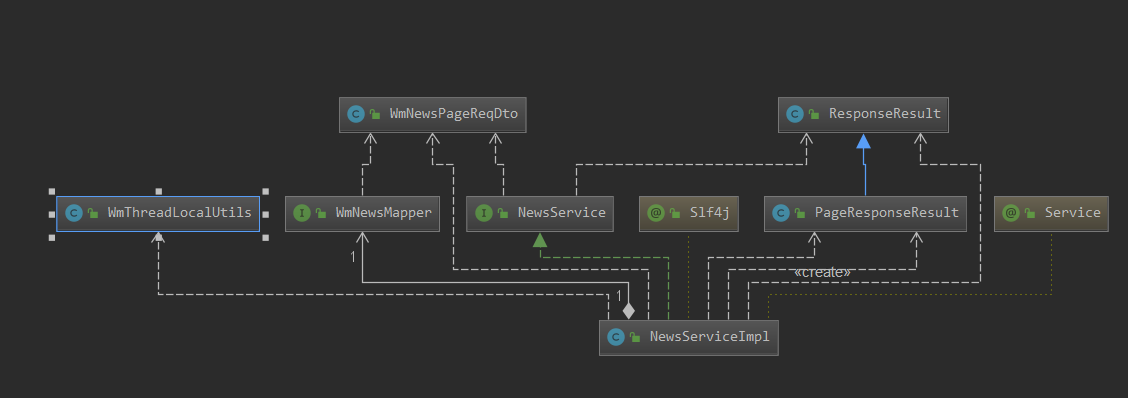 C WmNewsPageReqDto
C ResponseResult
C WmThreadLocalUtils
I WmNewsMapper
I NewsService
@ Slf4j
C PageResponseResult
@ Service
1
«create»
1
C NewsServiceImpl